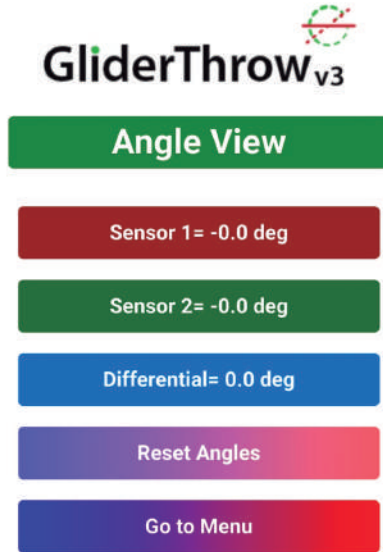 GliderThrow v3
Angle View
Sensor 1= -0.0 deg
Sensor 2= -0.0 deg
Differential= 0.0 deg
Reset Angles
Go to Menu